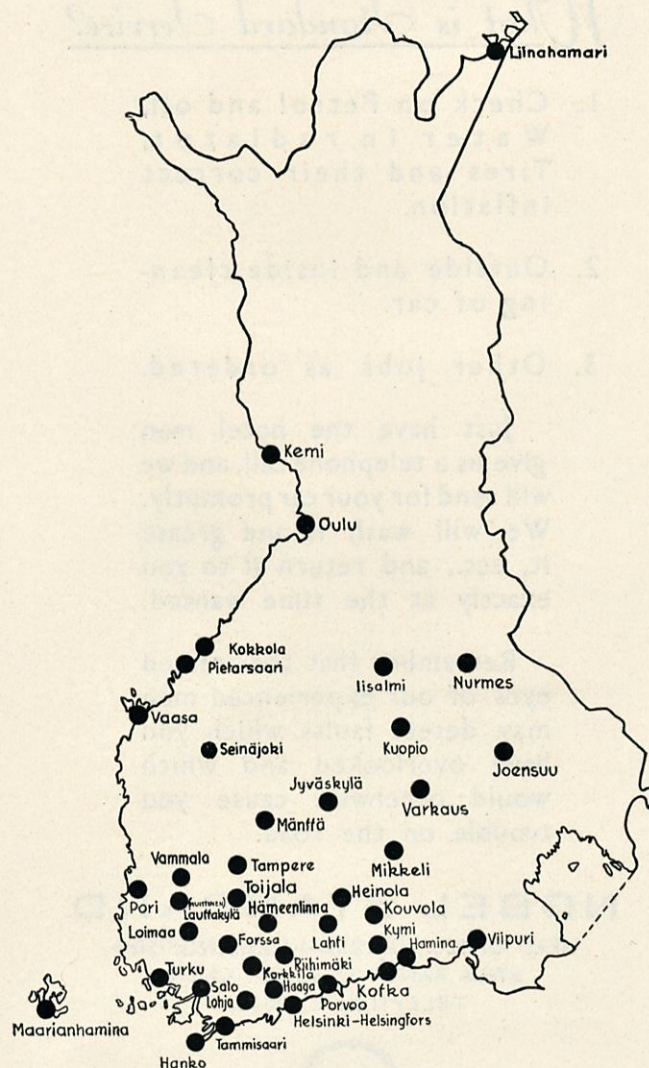 Liinahamari
Kemi
Oulu
Kokkola
Pietarsaari
Iisalmi
Nurmes
Vaasa
Seinäjoki
Kuopio
Joensuu
Jyväskylä
Varkaus
Mänttä
Mikkeli
Vammala
Tampere
Pori
(HUITTINEN)
Lauttakylä
Toijala
Hämeenlinna
Heinola
Kouvola
Loimaa
Forssa
Lahti
Kymi
Hamina
Viipuri
Riihimäki
Turku
Salo
Korkkila
Haaga
Lohja
Porvoo
Kotka
Helsinki-Helsingfors
Maarianhamina
Tammisaari
Hanko